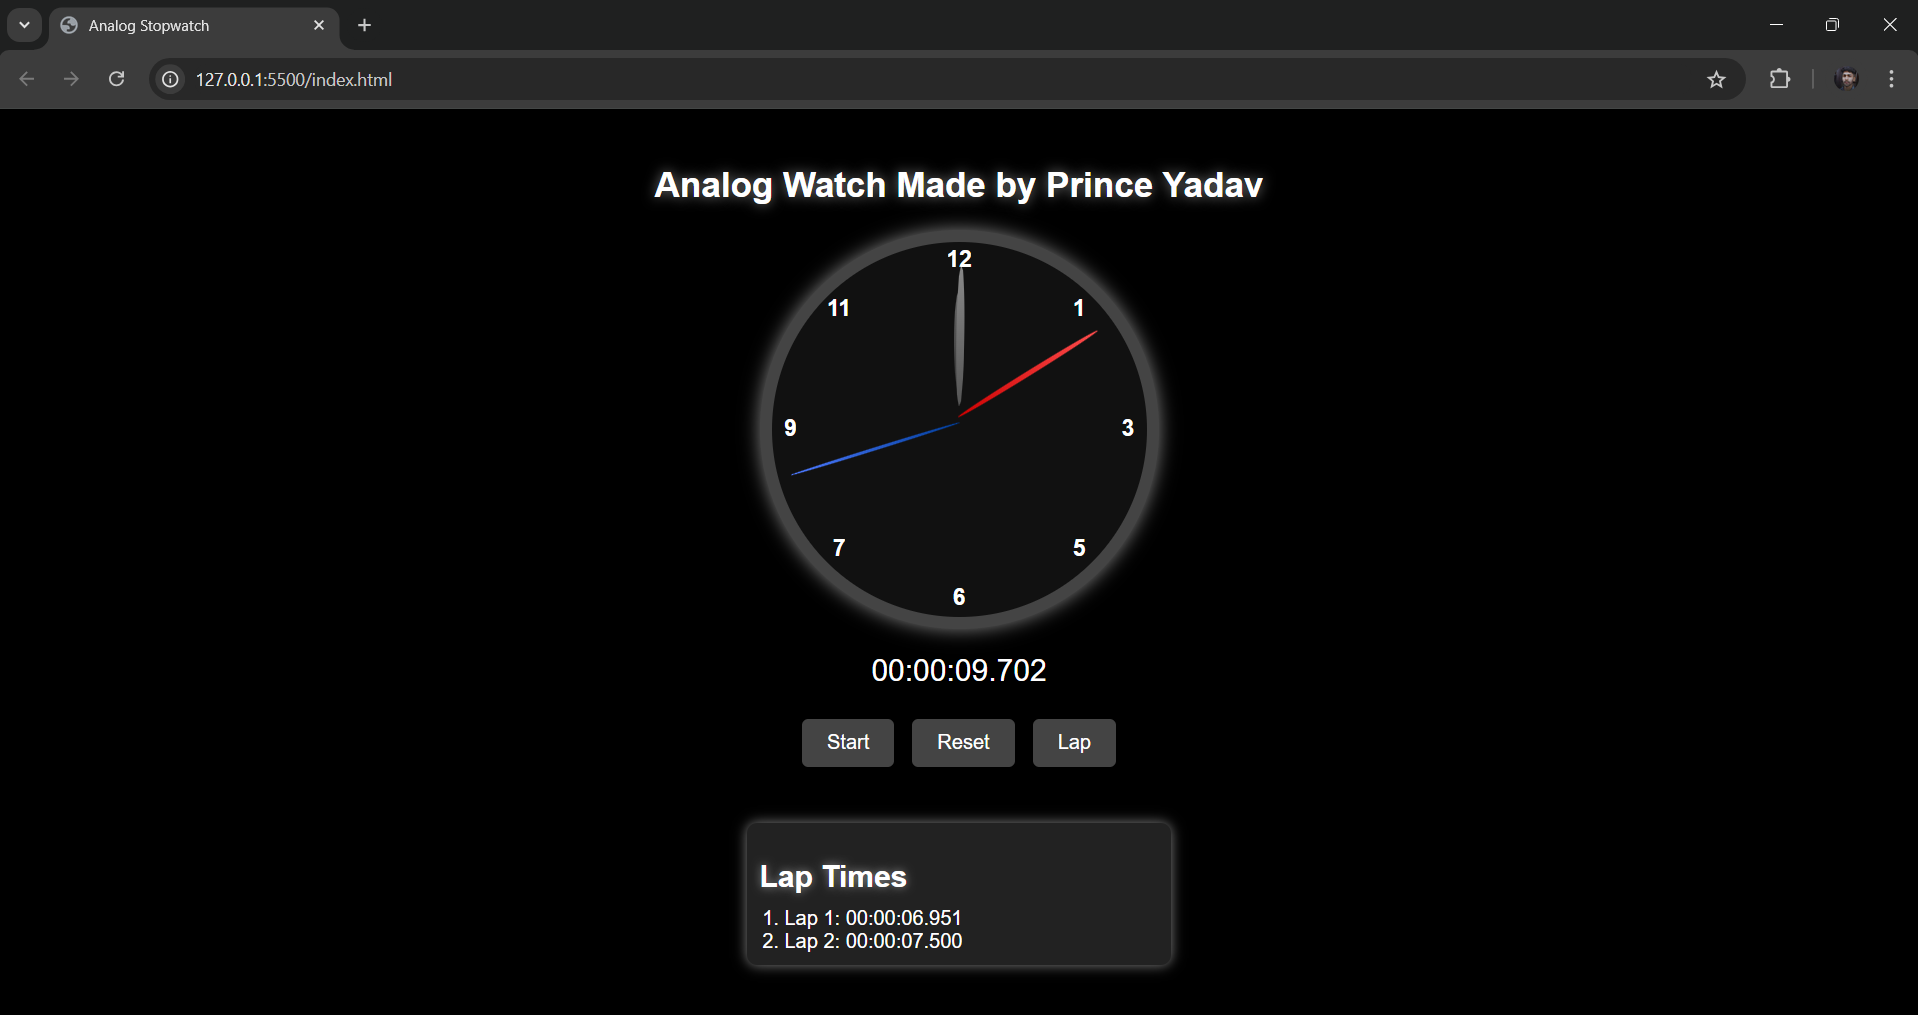 Analog Stopwatch
127.0.0.1:5500/index.html
Analog Watch Made by Prince Yadav
12
11
1
9
3
7
5
6
00:00:09.702
Start Reset Lap
Lap Times
1. Lap 1: 00:00:06.951
2. Lap 2: 00:00:07.500